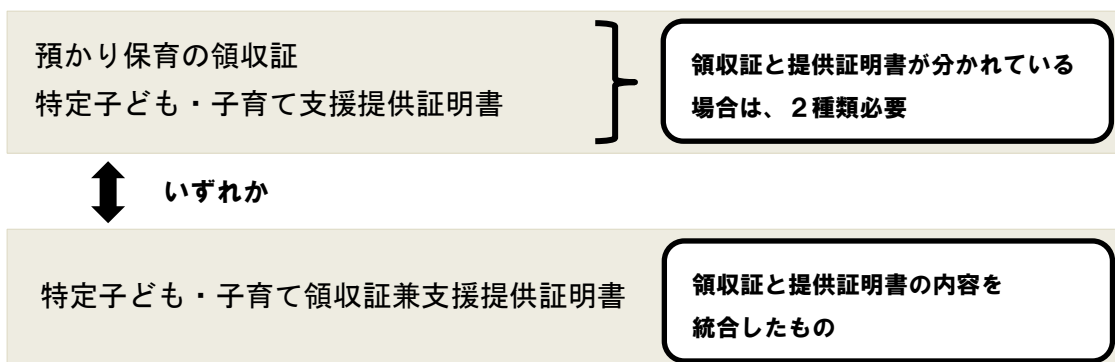 預かり保育の領収証
特定子ども・子育て支援提供証明書
領収証と提供証明書が分かれている
場合は、２種類必要
いずれか
特定子ども・子育て領収証兼支援提供証明書
領収証と提供証明書の内容を
統合したもの